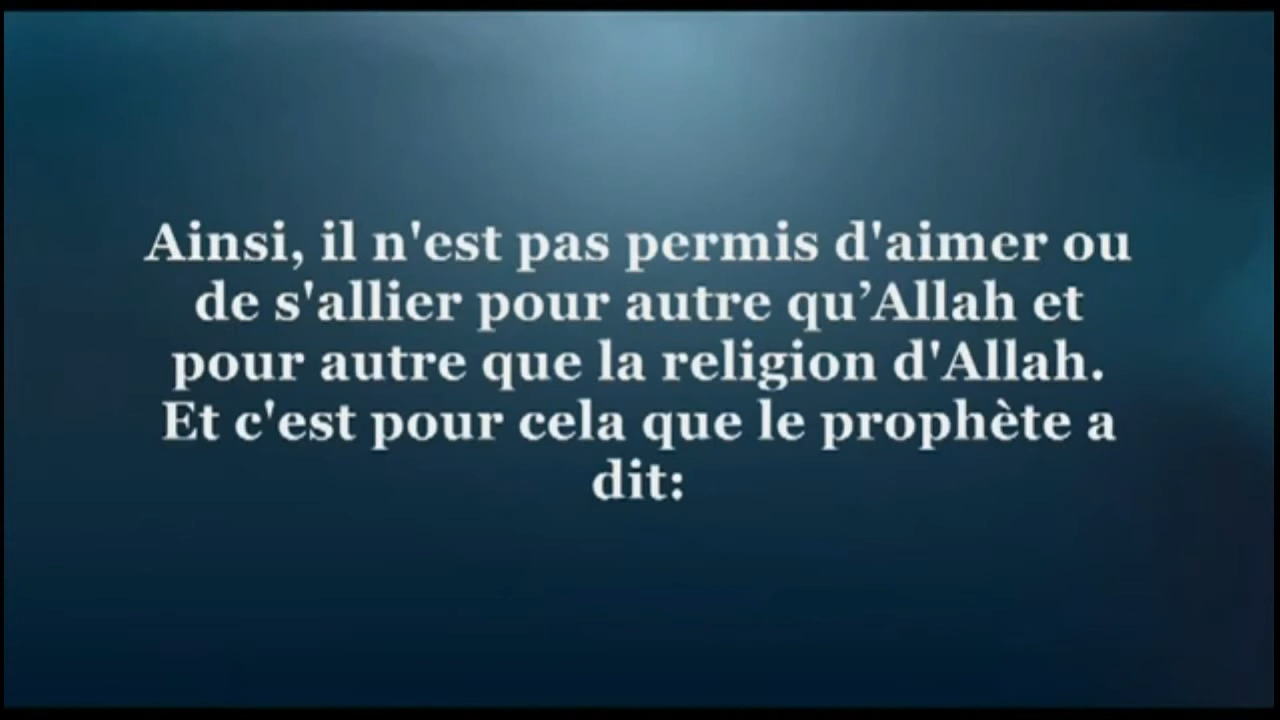 Ainsi, il n'est pas permis d'aimer ou
de s'allier pour autre qu’Allah et
pour autre que la religion d'Allah.
Et c'est pour cela que le prophète a
dit: